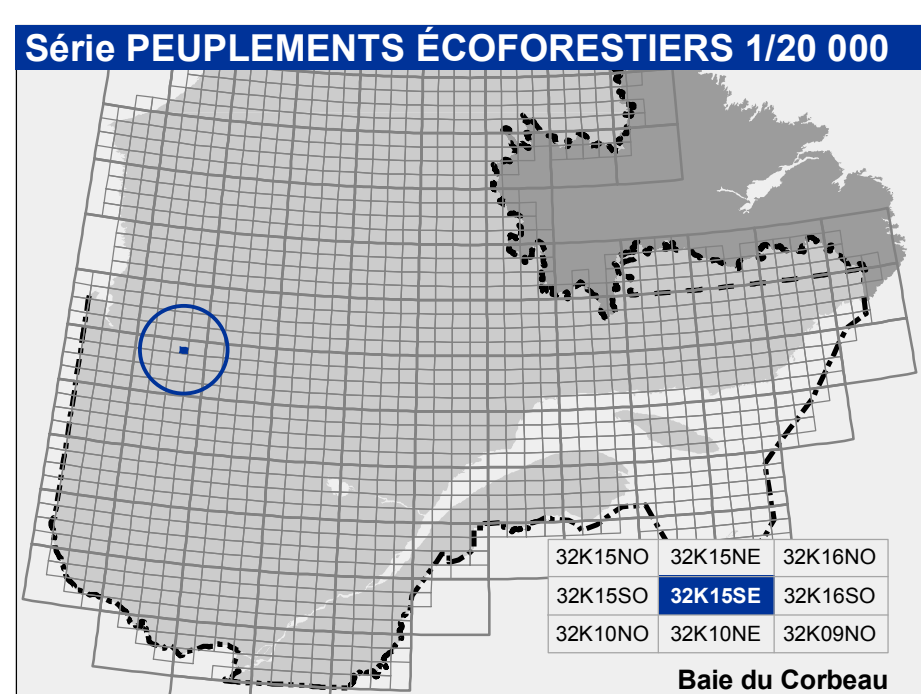 Série PEUPLEMENTS ÉCOFORESTIERS 1/20 000
32K15NO 32K15NE 32K16NO
32K15SO 32K15SE 32K16SO
32K10NO 32K10NE 32K09NO
Baie du Corbeau